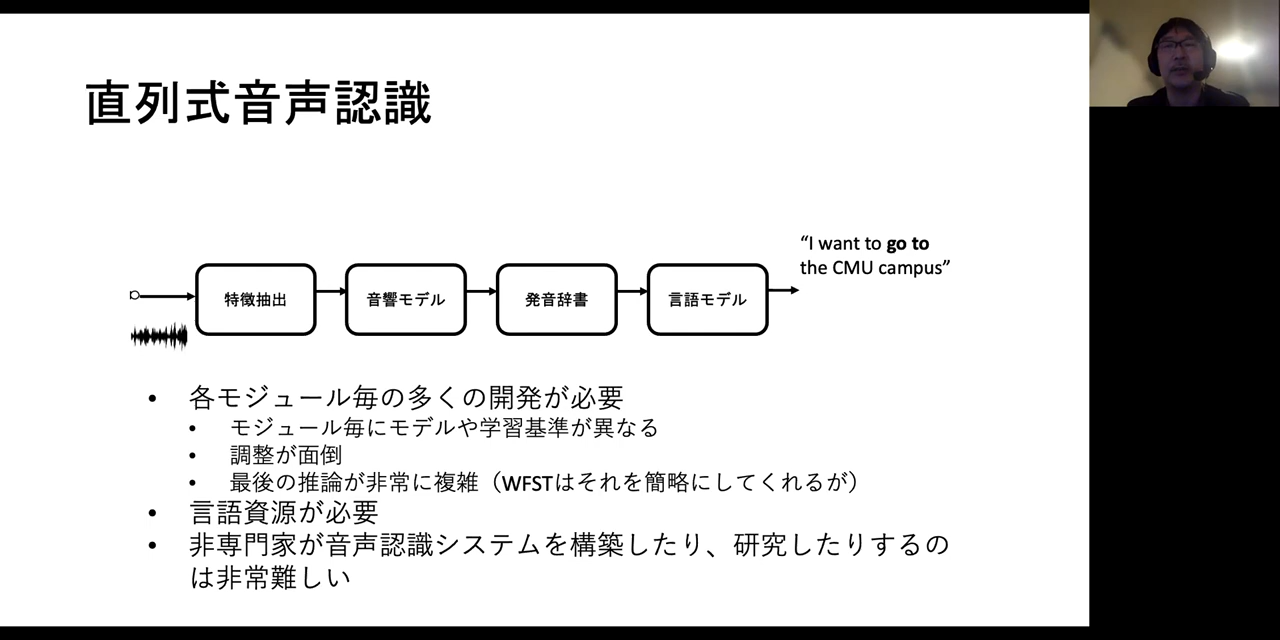 直列式音声認識
“I want to go to
the CMU campus”
特徴抽出
音響モデル
発音辞書
言語モデル
• 各モジュール毎の多くの開発が必要
• モジュール毎にモデルや学習基準が異なる
• 調整が面倒
• 最後の推論が非常に複雑（WFSTはそれを簡略にしてくれるが）
• 言語資源が必要
• 非専門家が音声認識システムを構築したり、研究したりするの
は非常難しい